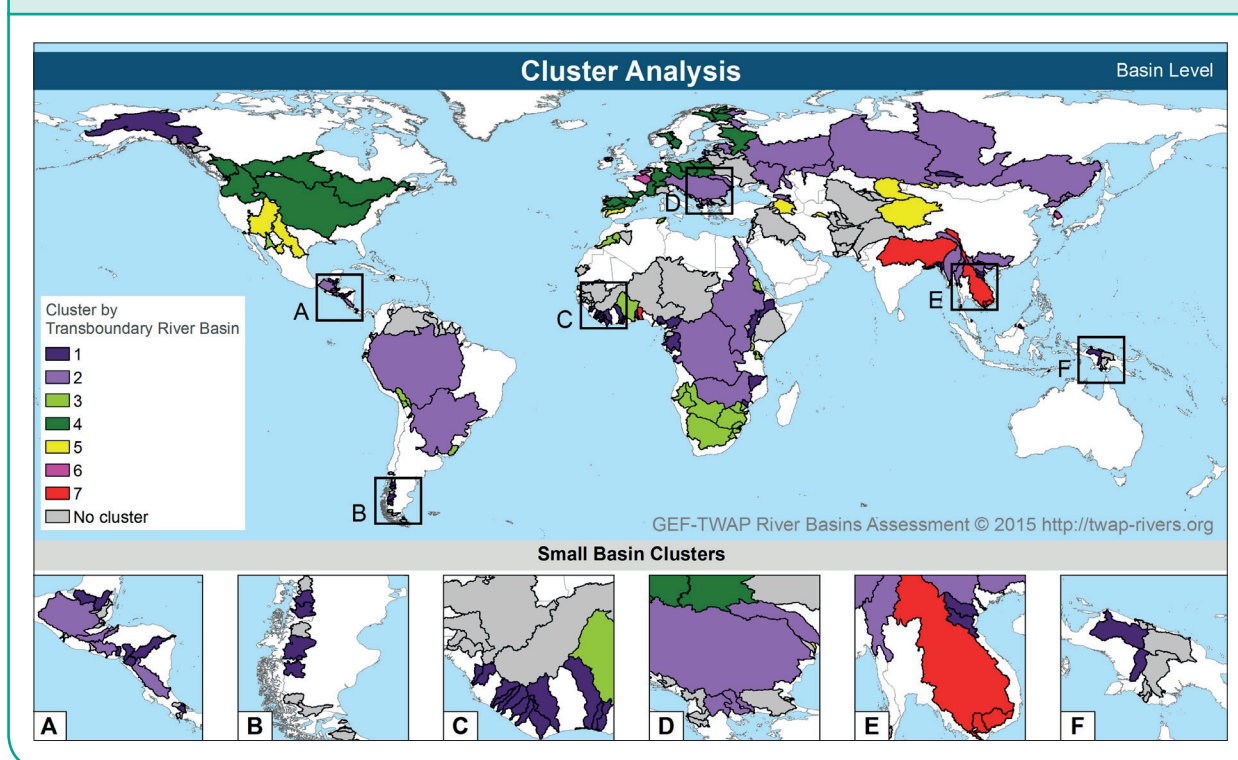 Cluster Analysis
Basin Level
D
A
C
E
F
B
Cluster by
Transboundary River Basin
1
2
3
4
5
6
7
No cluster
GEF-TWAP River Basins Assessment © 2015 http://twap-rivers.org
Small Basin Clusters
A
B
C
D
E
F